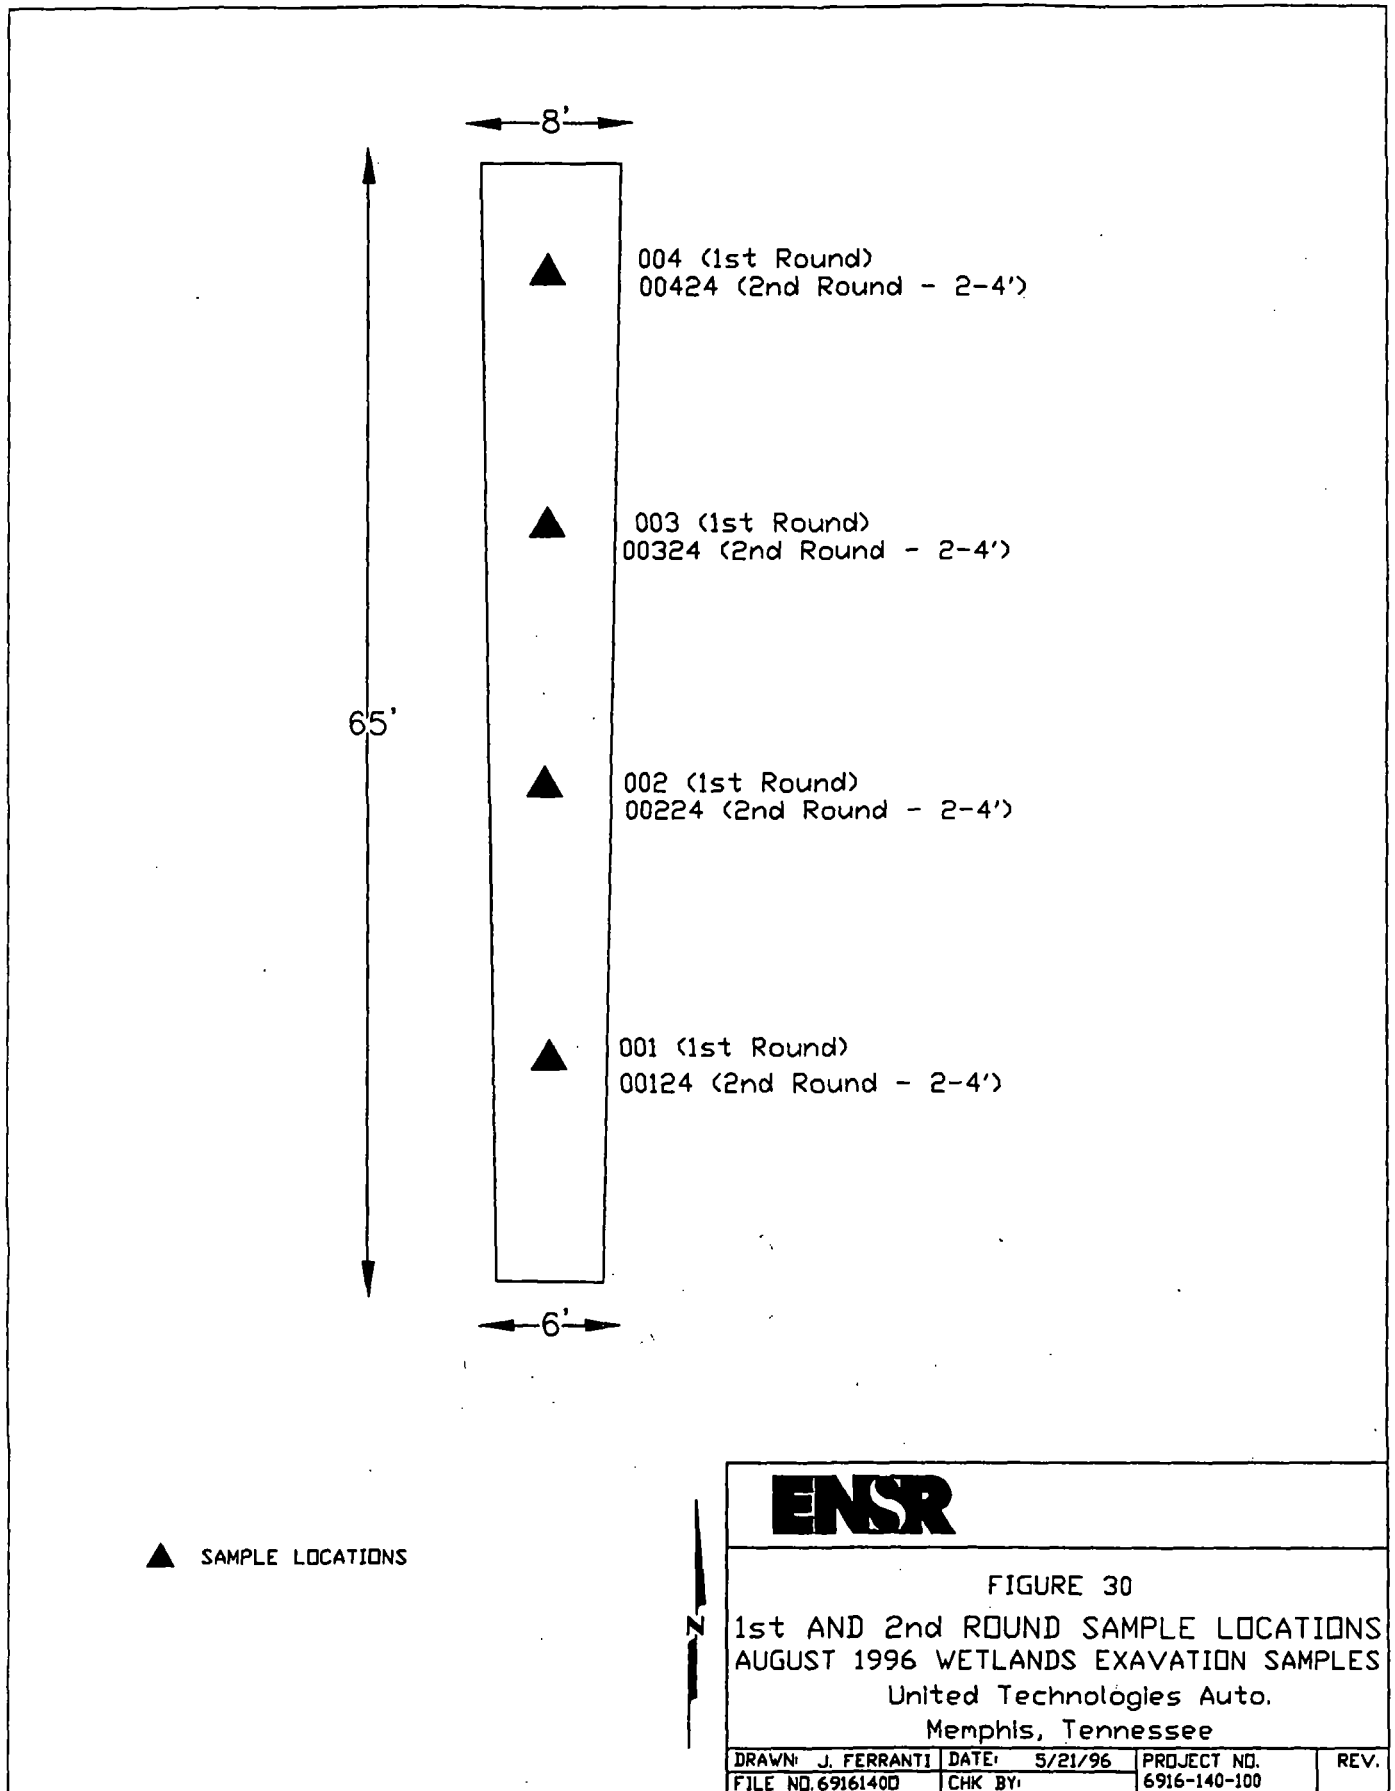 8'
004 (1st Round)
00424 (2nd Round - 2-4')
003 (1st Round)
00324 (2nd Round - 2-4')
65'
002 (1st Round)
00224 (2nd Round - 2-4')
001 (1st Round)
00124 (2nd Round - 2-4')
6'
SAMPLE LOCATIONS
N
ENSR
FIGURE 30
1st AND 2nd ROUND SAMPLE LOCATIONS
AUGUST 1996 WETLANDS EXAVATION SAMPLES
United Technologies Auto.
Memphis, Tennessee
DRAWN: J. FERRANTI DATE: 5/21/96 PROJECT NO. REV.
FILE NO. 6916140D CHK BY: 6916-140-100